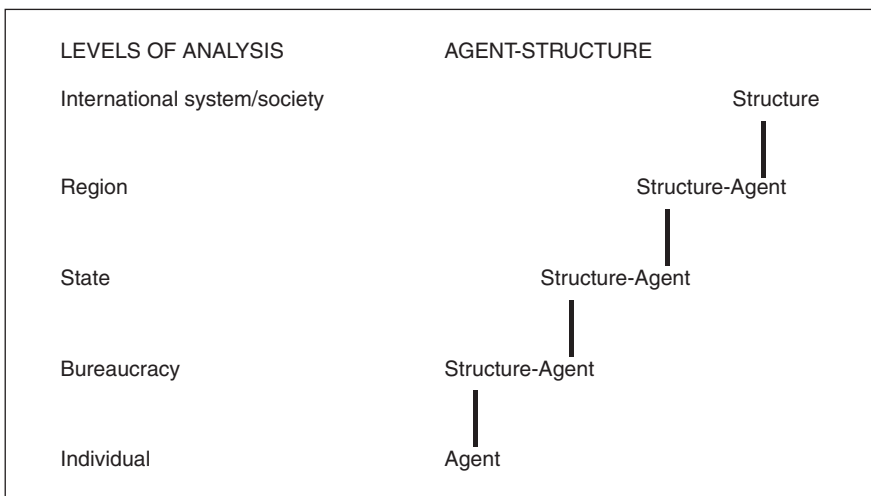 LEVELS OF ANALYSIS AGENT-STRUCTURE
International system/society Structure
Region Structure-Agent
State Structure-Agent
Bureaucracy Structure-Agent
Individual Agent